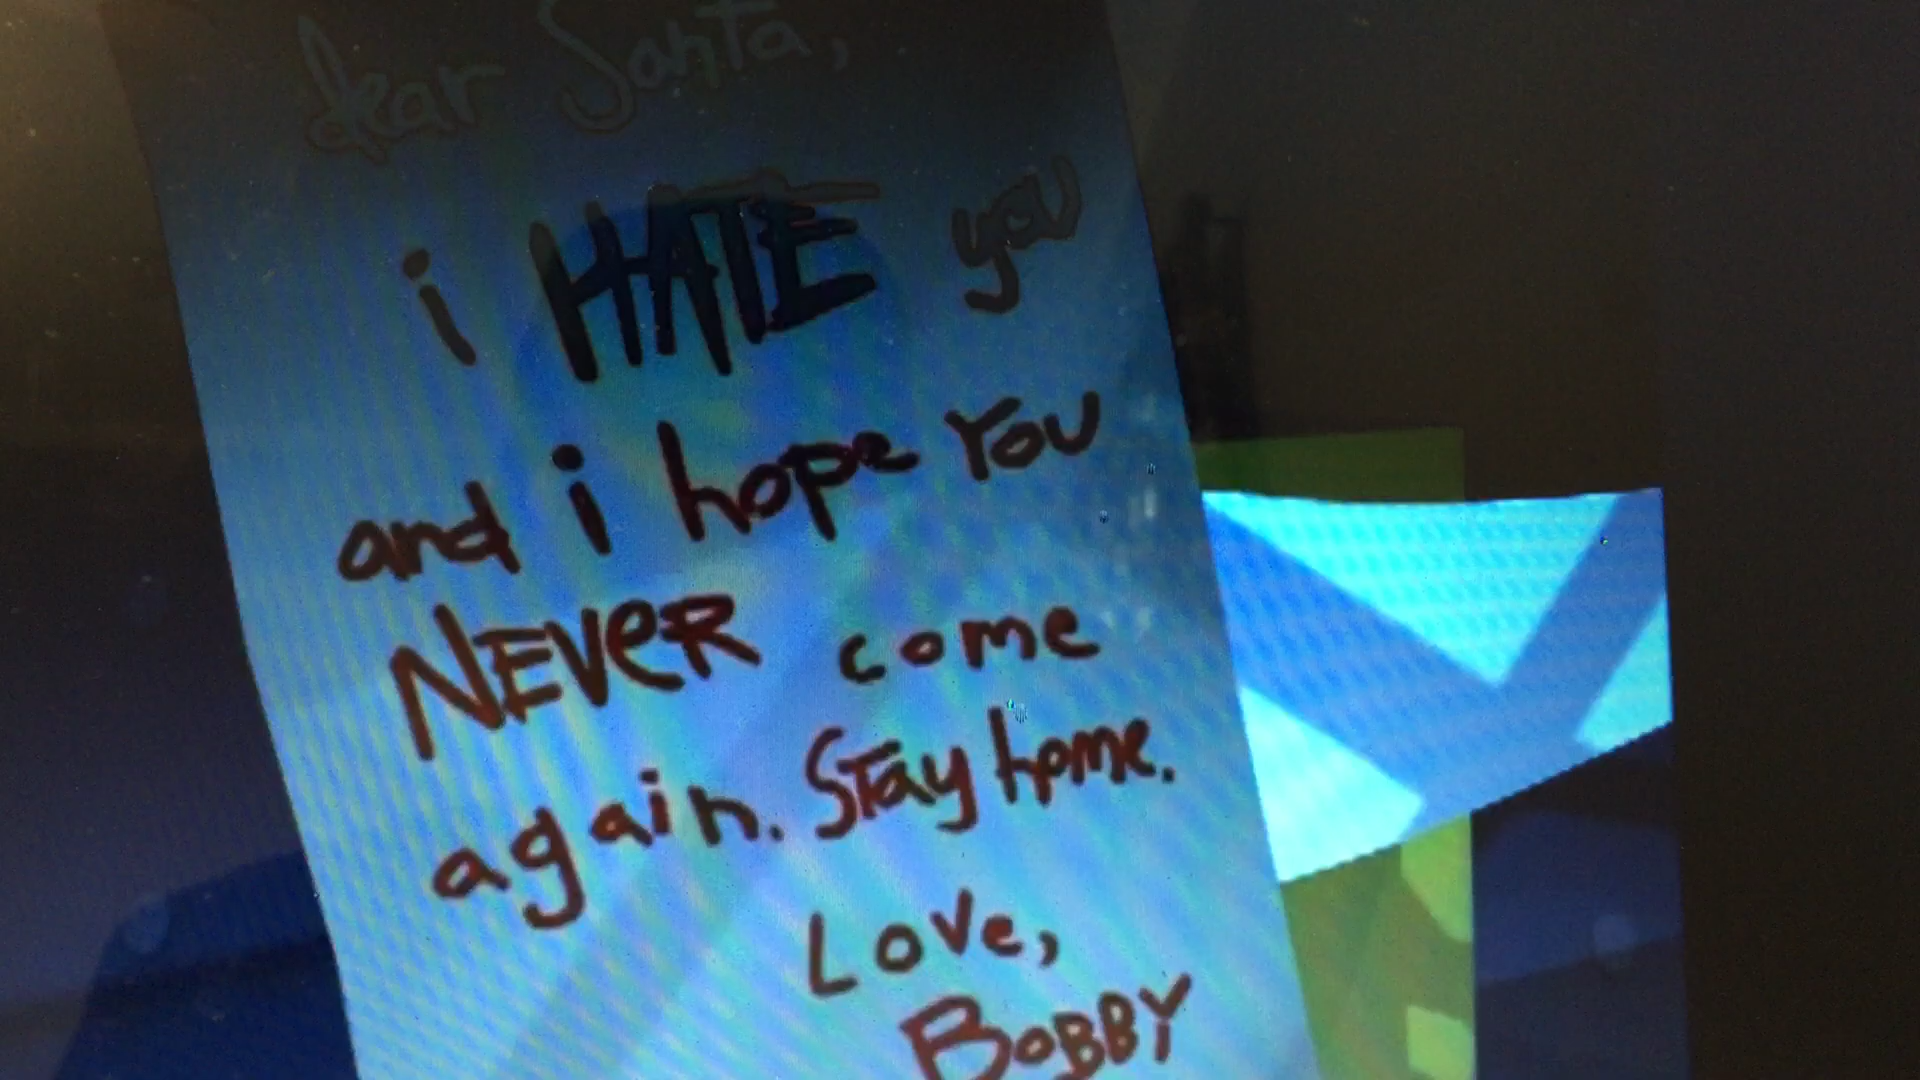 dear Santa,
i HATE you
and i hope You
NEVeR come
again. Stay home.
Love,
BoBBY